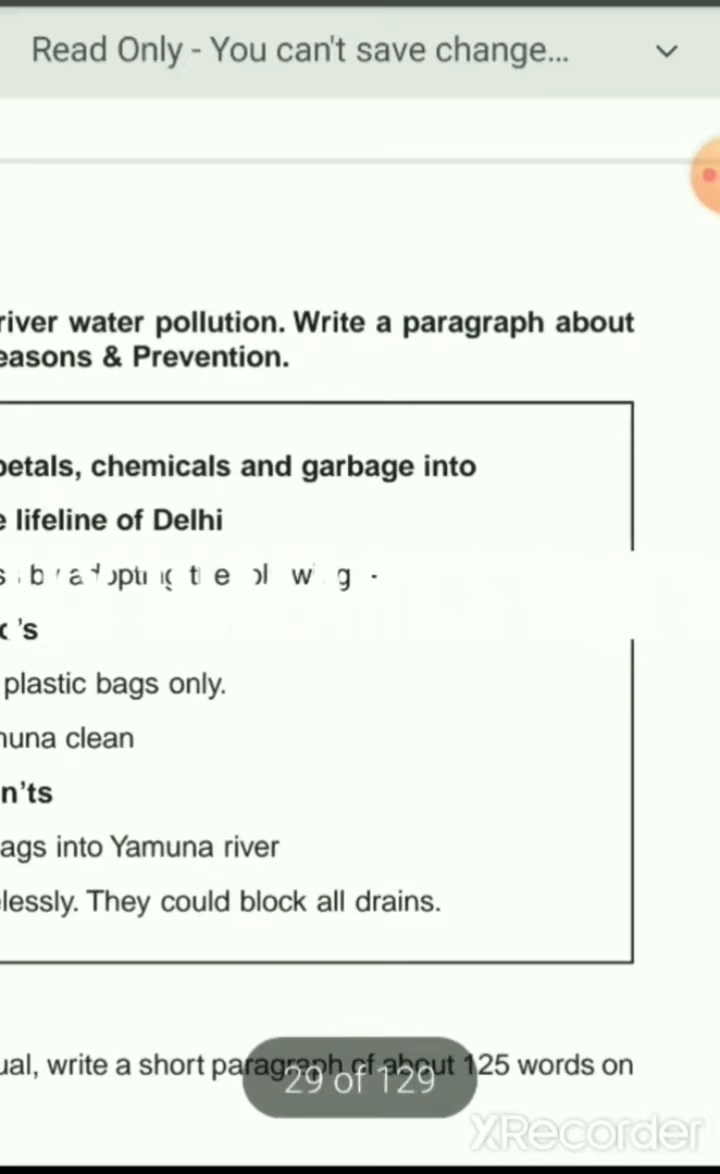 Read Only - You can't save change...
river water pollution. Write a paragraph about
easons & Prevention.
petals, chemicals and garbage into
e lifeline of Delhi
's
plastic bags only.
nuna clean
n'ts
ags into Yamuna river
lessly. They could block all drains.
ual, write a short paragraph of about 125 words on
29 of 129
XRecorder